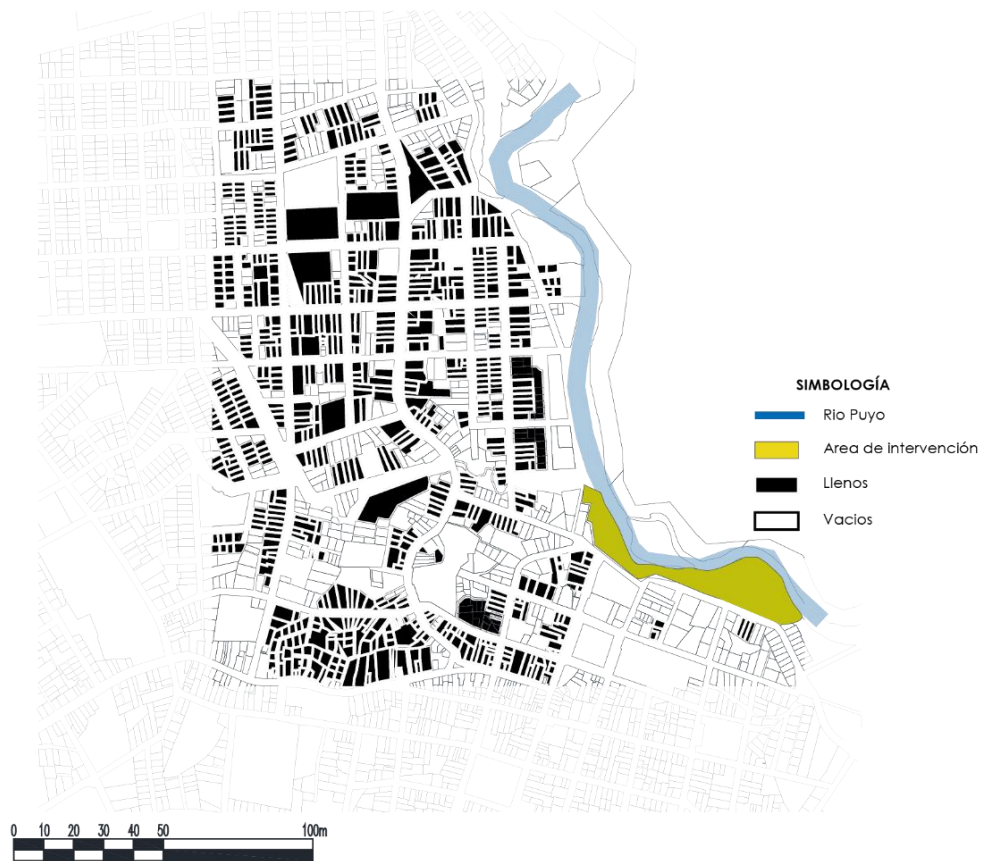 SIMBOLOGÍA
Rio Puyo
Area de intervención
Llenos
Vacios
0 10 20 30 40 50 100m